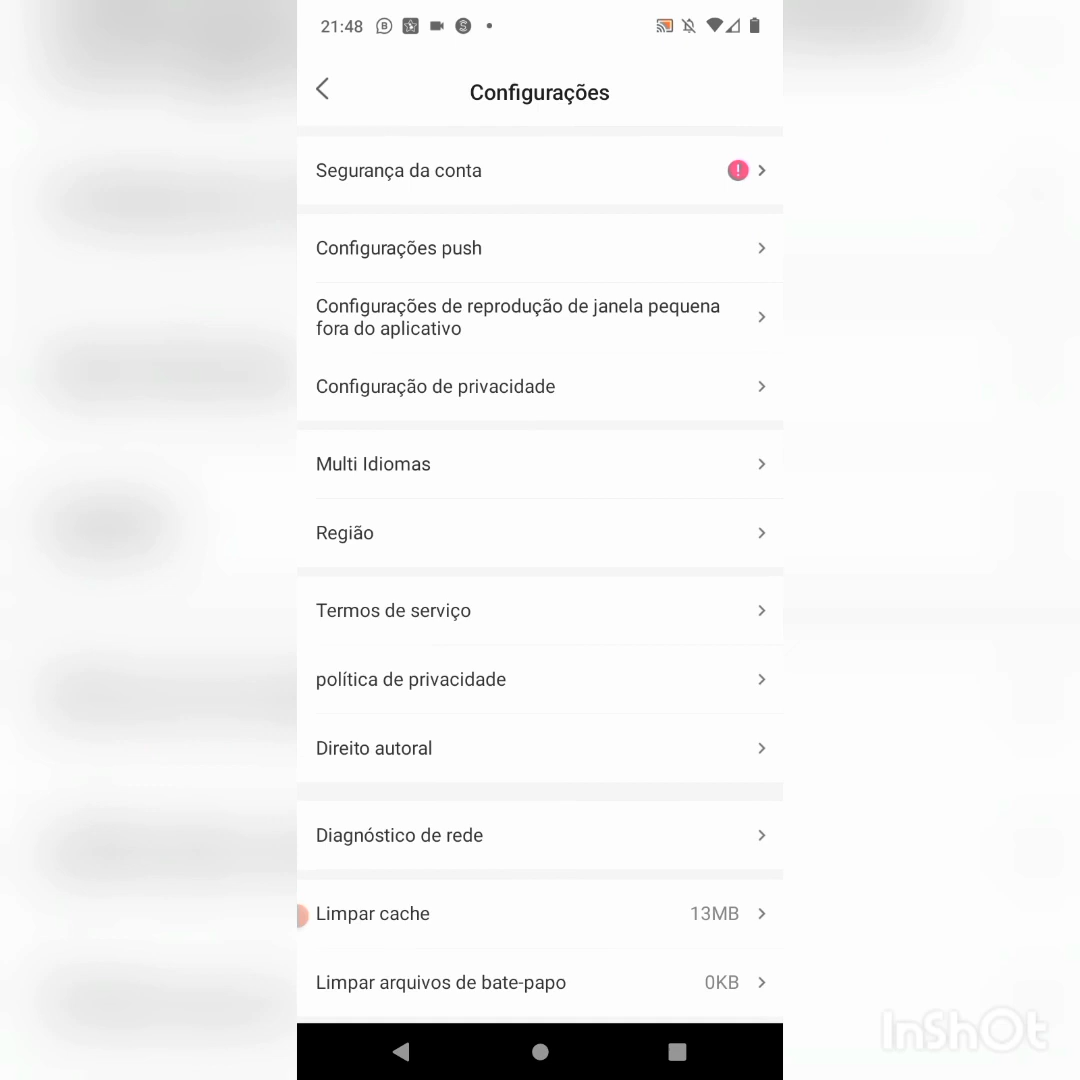 21:48
Configurações
Segurança da conta
Configurações push
Configurações de reprodução de janela pequena
fora do aplicativo
Configuração de privacidade
Multi Idiomas
Região
Termos de serviço
política de privacidade
Direito autoral
Diagnóstico de rede
Limpar cache 13MB
Limpar arquivos de bate-papo 0KB
InShOt